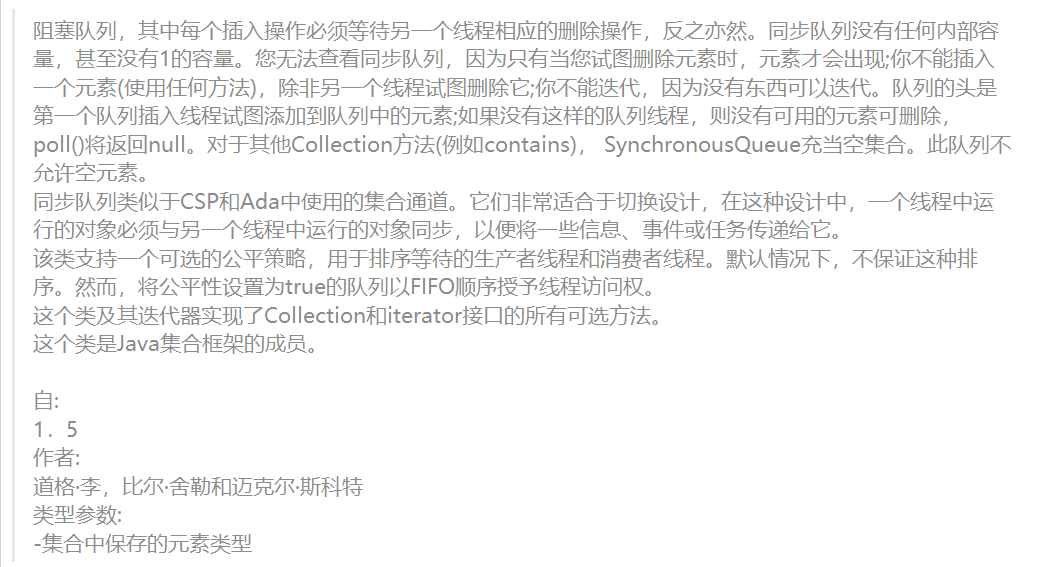 阻塞队列，其中每个插入操作必须等待另一个线程相应的删除操作，反之亦然。同步队列没有任何内部容
量，甚至没有1的容量。您无法查看同步队列，因为只有当您试图删除元素时，元素才会出现;你不能插入
一个元素(使用任何方法)，除非另一个线程试图删除它;你不能迭代，因为没有东西可以迭代。队列的头是
第一个队列插入线程试图添加到队列中的元素;如果没有这样的队列线程，则没有可用的元素可删除，
poll()将返回null。对于其他Collection方法(例如contains)， SynchronousQueue充当空集合。此队列不
允许空元素。
同步队列类似于CSP和Ada中使用的集合通道。它们非常适合于切换设计，在这种设计中，一个线程中运
行的对象必须与另一个线程中运行的对象同步，以便将一些信息、事件或任务传递给它。
该类支持一个可选的公平策略，用于排序等待的生产者线程和消费者线程。默认情况下，不保证这种排
序。然而，将公平性设置为true的队列以FIFO顺序授予线程访问权。
这个类及其迭代器实现了Collection和iterator接口的所有可选方法。
这个类是Java集合框架的成员。
自:
1．5
作者:
道格·李，比尔·舍勒和迈克尔·斯科特
类型参数:
-集合中保存的元素类型